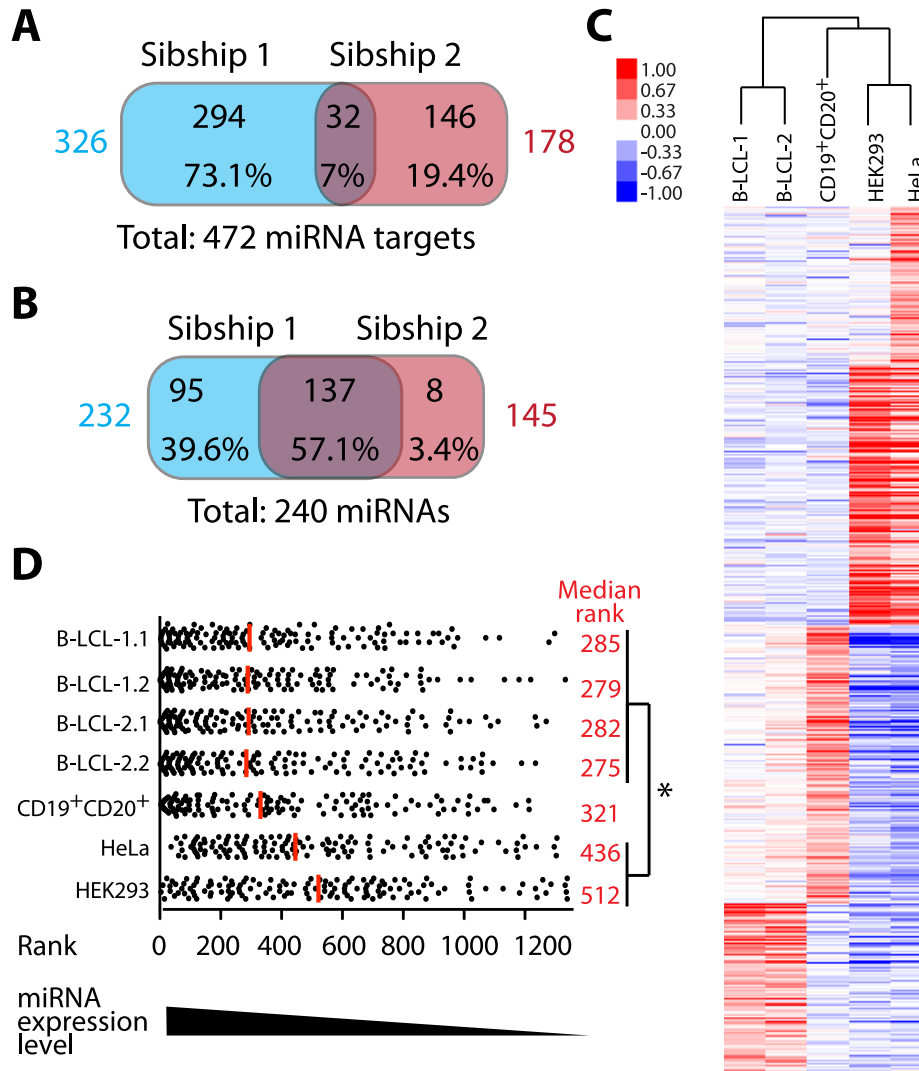 A
Sibship 1 Sibship 2
326 294 32 146 178
73.1% 7% 19.4%
Total: 472 miRNA targets
B
Sibship 1 Sibship 2
232 95 137 8 145
39.6% 57.1% 3.4%
Total: 240 miRNAs
C
1.00
0.67
0.33
0.00
-0.33
-0.67
-1.00
B-LCL-1
B-LCL-2
CD19+CD20+
HEK293
HeLa
D
Median
rank
B-LCL-1.1 285
B-LCL-1.2 279
B-LCL-2.1 282
B-LCL-2.2 275
CD19+CD20+ 321
HeLa 436
HEK293 512
*
Rank 0 200 400 600 800 1000 1200
miRNA
expression
level